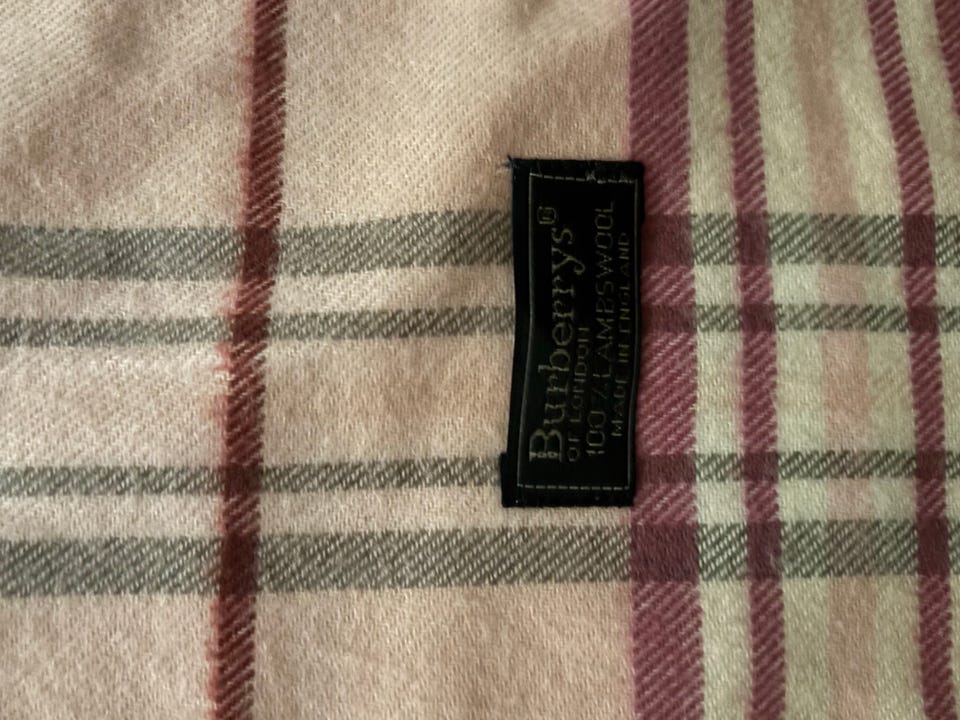 Burberrys®
OF LONDON
100% LAMBSWOOL
MADE IN ENGLAND